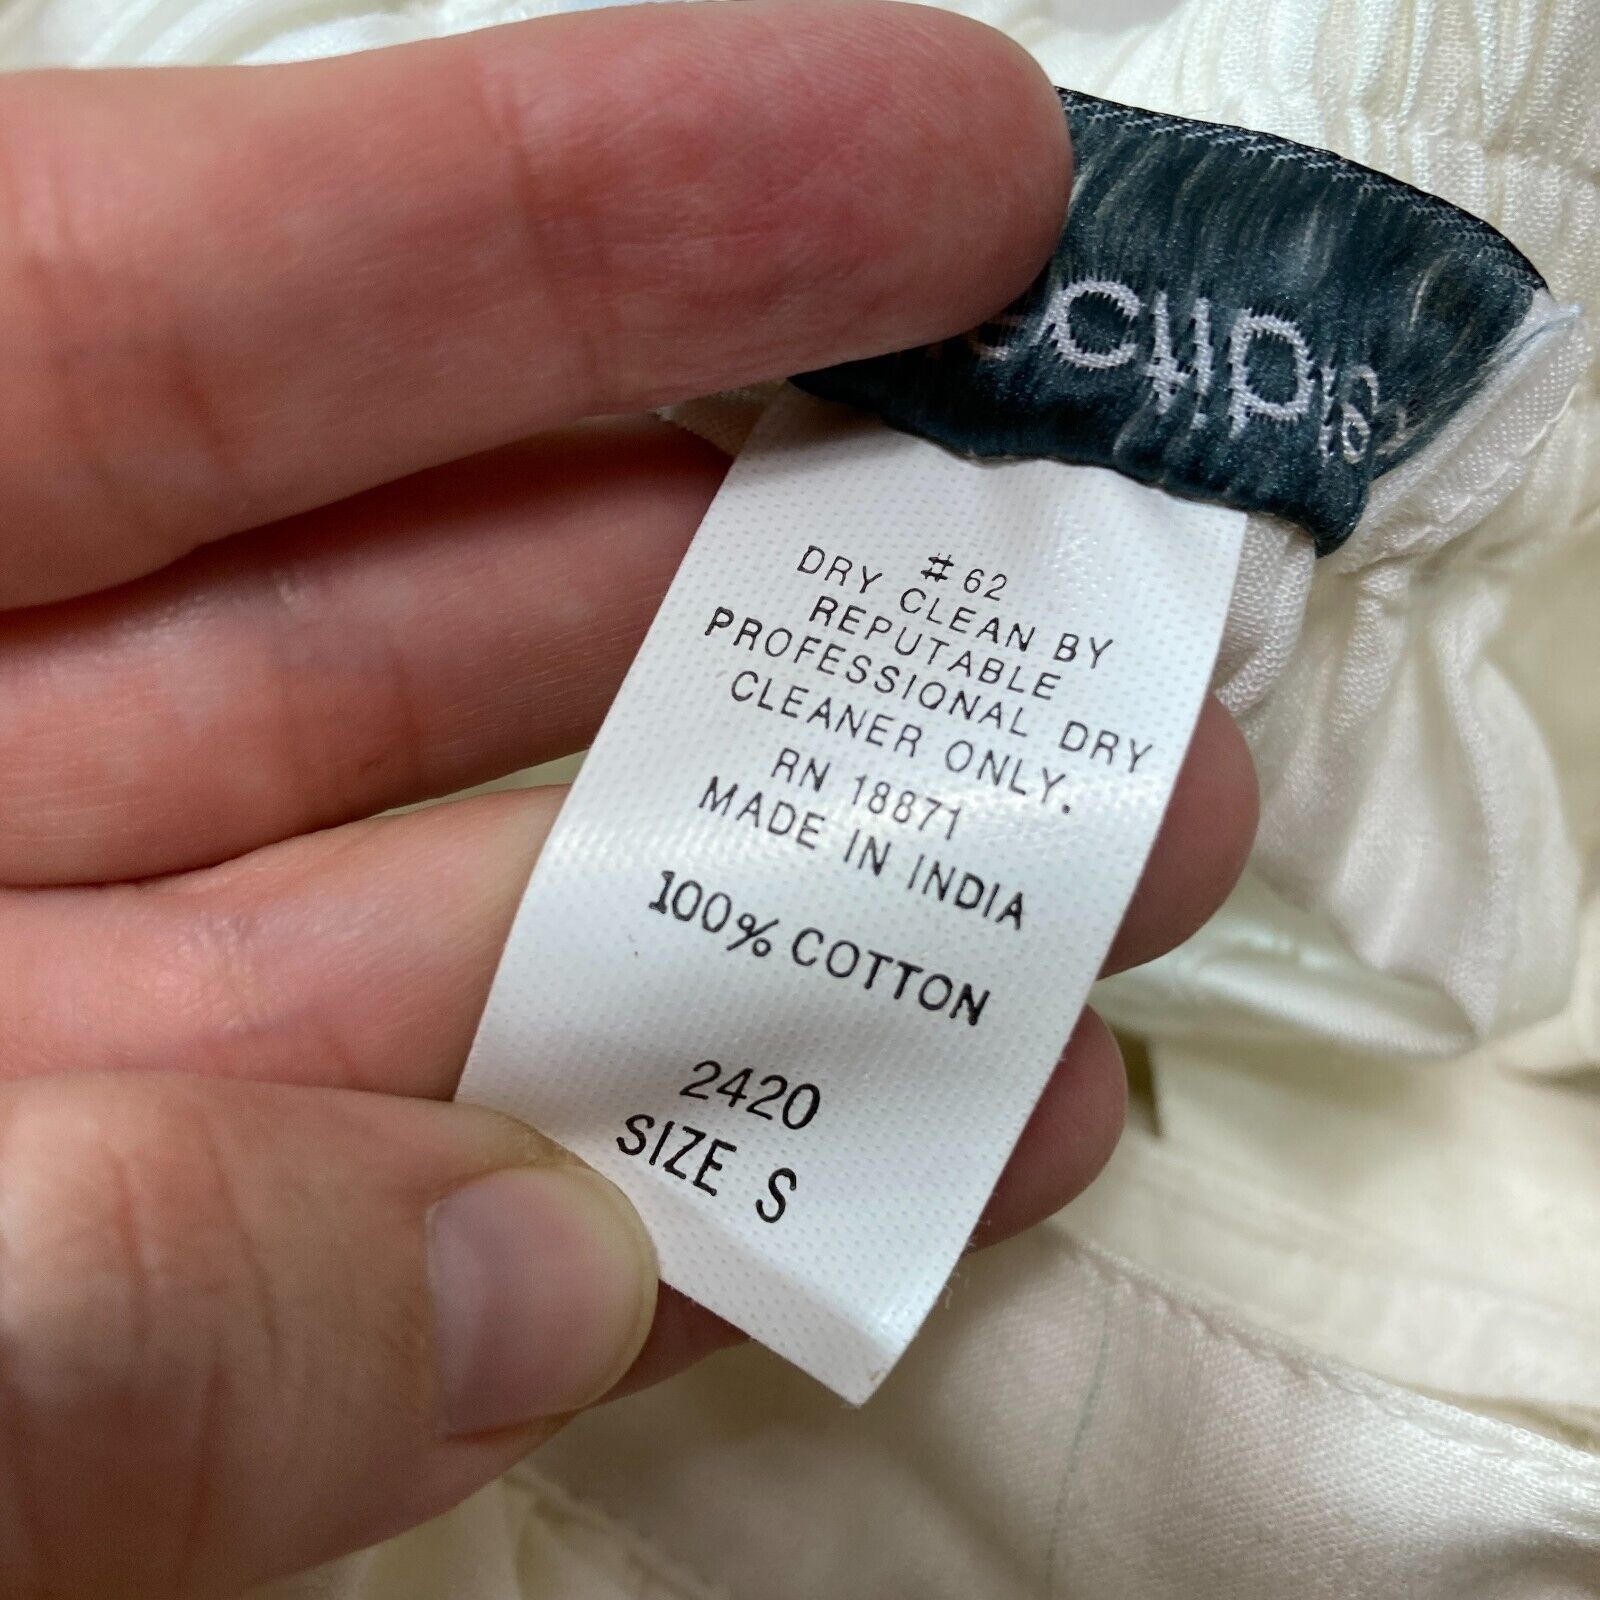 #62
DRY CLEAN BY
REPUTABLE
PROFESSIONAL DRY
CLEANER ONLY.
RN 18871
MADE IN INDIA
100% COTTON
2420
SIZE S